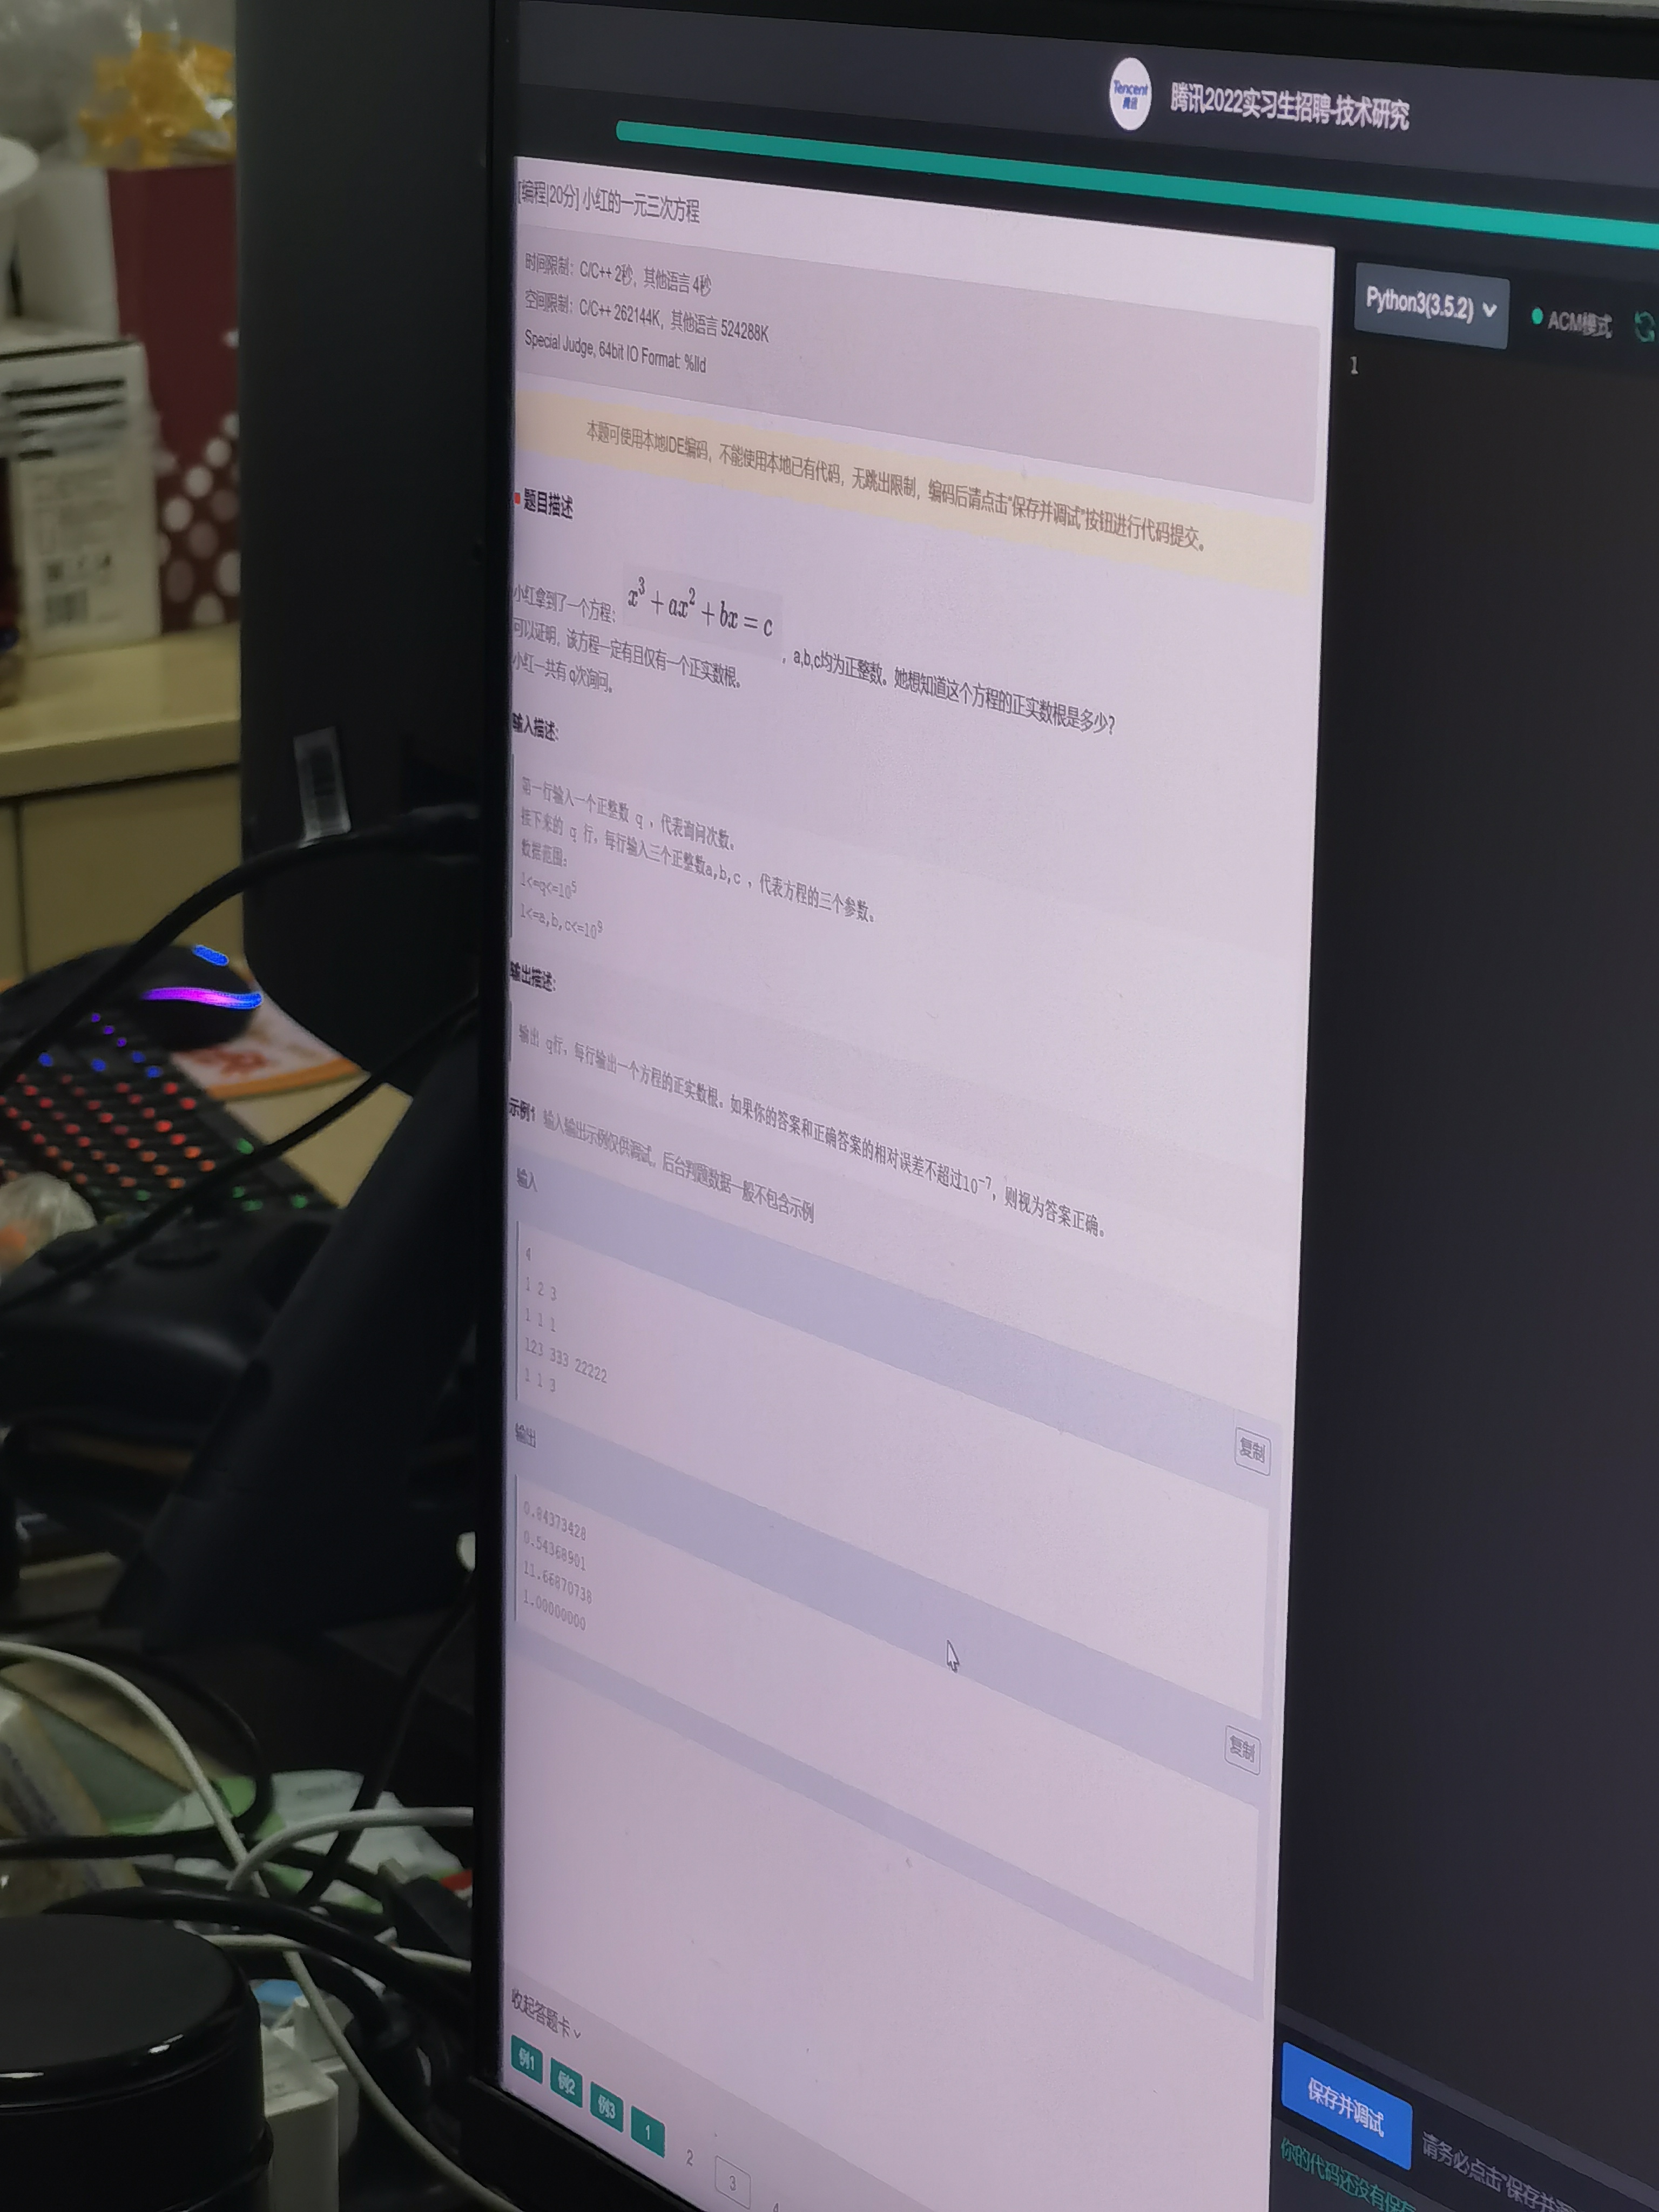 Tencent
腾讯
腾讯2022实习生招聘-技术研究
[编程|20分] 小红的一元三次方程
时间限制：C/C++ 2秒，其他语言 4秒
空间限制：C/C++ 262144K，其他语言 524288K
Special Judge, 64bit IO Format: %lld
本题可使用本地IDE编码，不能使用本地已有代码，无跳出限制，编码后请点击“保存并调试”按钮进行代码提交。
题目描述
小红拿到了一个方程： x³ + ax² + bx = c ，a,b,c均为正整数。她想知道这个方程的正实数根是多少？
可以证明，该方程一定有且仅有一个正实数根。
小红一共有 q次询问。
输入描述:
第一行输入一个正整数 q ，代表询问次数。
接下来的 q 行，每行输入三个正整数a,b,c ，代表方程的三个参数。
数据范围：
1<=q<=10⁵
1<=a,b,c<=10⁹
输出描述:
输出 q行，每行输出一个方程的正实数根。如果你的答案和正确答案的相对误差不超过10⁻⁷，则视为答案正确。
示例1 输入输出示例仅供调试，后台判题数据一般不包含示例
输入
复制
4
1 2 3
1 1 1
123 333 22222
1 1 3
输出
复制
0.84373428
0.54368901
11.66870738
1.00000000
收起答题卡
例1 例2 例3 1 2 3 4
Python3(3.5.2)
ACM模式
1
保存并调试
请务必点击“保存并
你的代码还没有保存